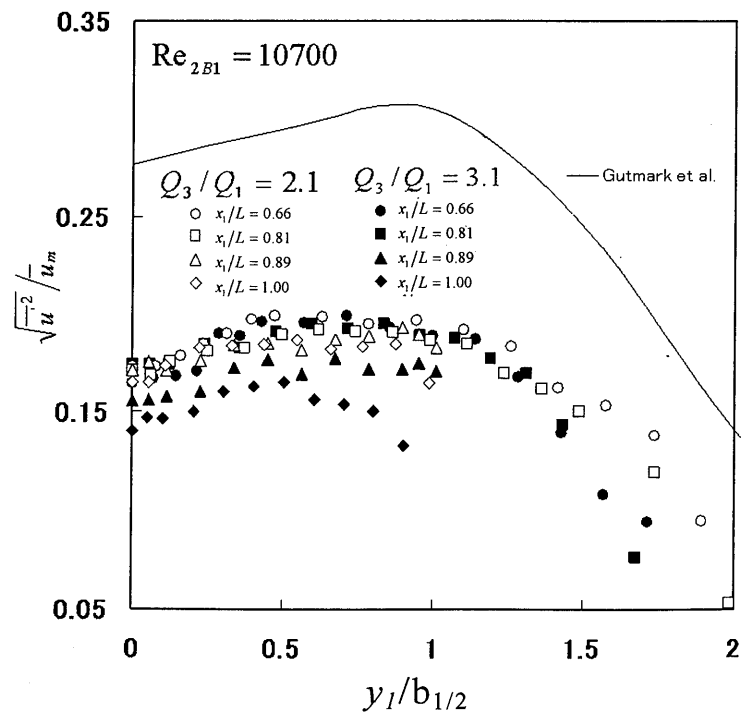 0.35
Re2B1 = 10700
Q3 / Q1 = 2.1
Q3 / Q1 = 3.1
Gutmark et al.
0.25
x1/L = 0.66
x1/L = 0.81
x1/L = 0.89
x1/L = 1.00
x1/L = 0.66
x1/L = 0.81
x1/L = 0.89
x1/L = 1.00
√u'² / um
0.15
0.05
0
0.5
1
1.5
2
y1/b1/2